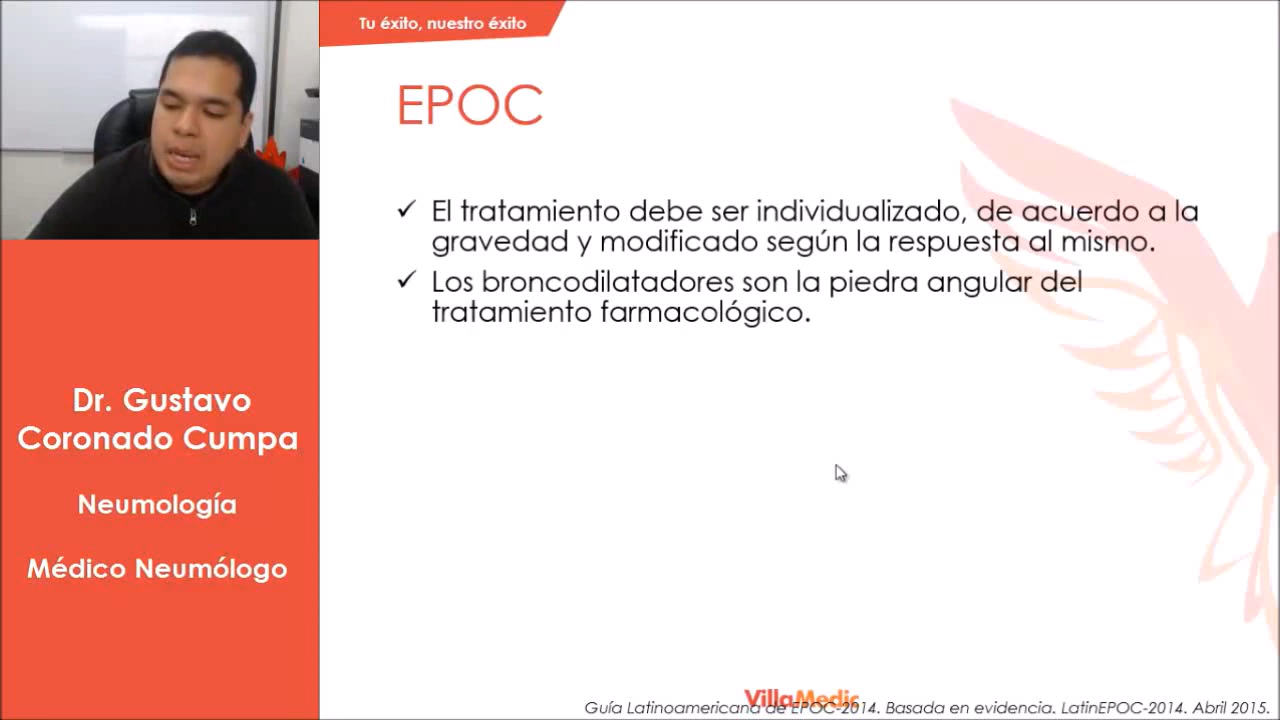 Tu éxito, nuestro éxito
EPOC
✓ El tratamiento debe ser individualizado, de acuerdo a la
gravedad y modificado según la respuesta al mismo.
✓ Los broncodilatadores son la piedra angular del
tratamiento farmacológico.
Dr. Gustavo
Coronado Cumpa
Neumología
Médico Neumólogo
VillaMedic
Guía Latinoamericana de EPOC-2014. Basada en evidencia. LatinEPOC-2014. Abril 2015.